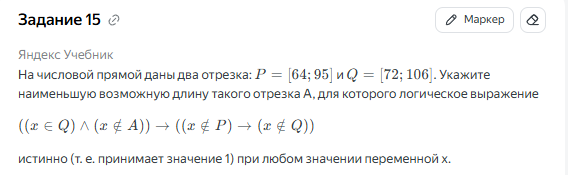 Задание 15
Маркер
Яндекс Учебник
На числовой прямой даны два отрезка: P = [64; 95] и Q = [72; 106]. Укажите
наименьшую возможную длину такого отрезка A, для которого логическое выражение
((x ∈ Q) ∧ (x ∉ A)) → ((x ∉ P) → (x ∉ Q))
истинно (т. е. принимает значение 1) при любом значении переменной x.